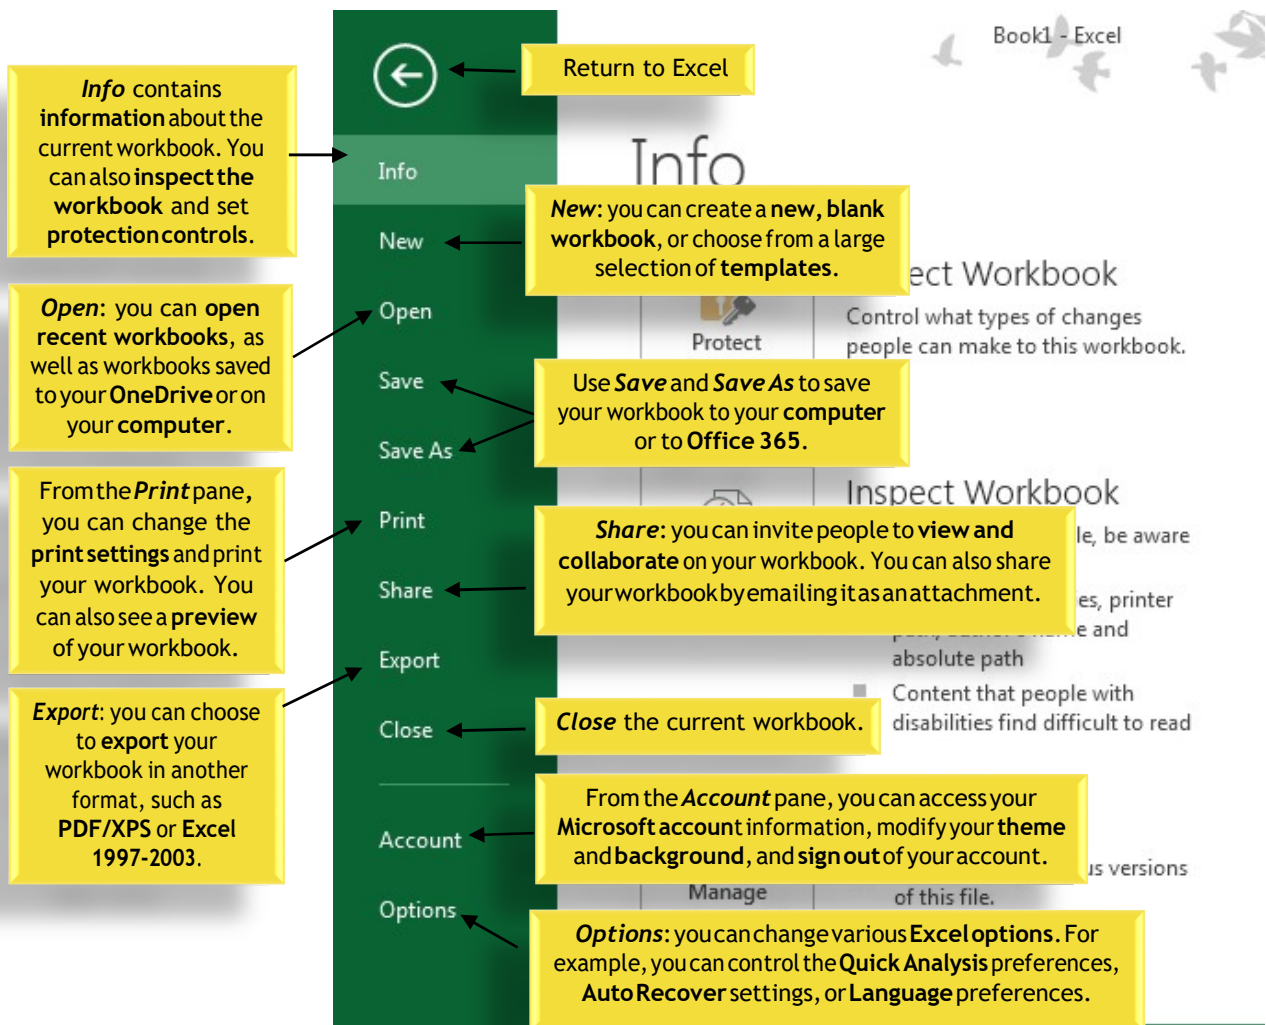 Book1 - Excel
Return to Excel
Info contains
information about the
current workbook. You
can also inspect the
workbook and set
protection controls.
Info
Info
New: you can create a new, blank
workbook, or choose from a large
selection of templates.
New
ect Workbook
Control what types of changes
people can make to this workbook.
Protect
Open: you can open
recent workbooks, as
well as workbooks saved
to your OneDrive or on
your computer.
Open
Save
Use Save and Save As to save
your workbook to your computer
or to Office 365.
Save As
From the Print pane,
you can change the
print settings and print
your workbook. You
can also see a preview
of your workbook.
Print
Inspect Workbook
le, be aware
Share: you can invite people to view and
collaborate on your workbook. You can also share
your workbook by emailing it as an attachment.
Share
ies, printer
path, author's name and
absolute path
Content that people with
disabilities find difficult to read
Export
Export: you can choose
to export your
workbook in another
format, such as
PDF/XPS or Excel
1997-2003.
Close
Close the current workbook.
Account
From the Account pane, you can access your
Microsoft account information, modify your theme
and background, and sign out of your account.
us versions
of this file.
Manage
Options
Options: you can change various Excel options. For
example, you can control the Quick Analysis preferences,
AutoRecover settings, or Language preferences.